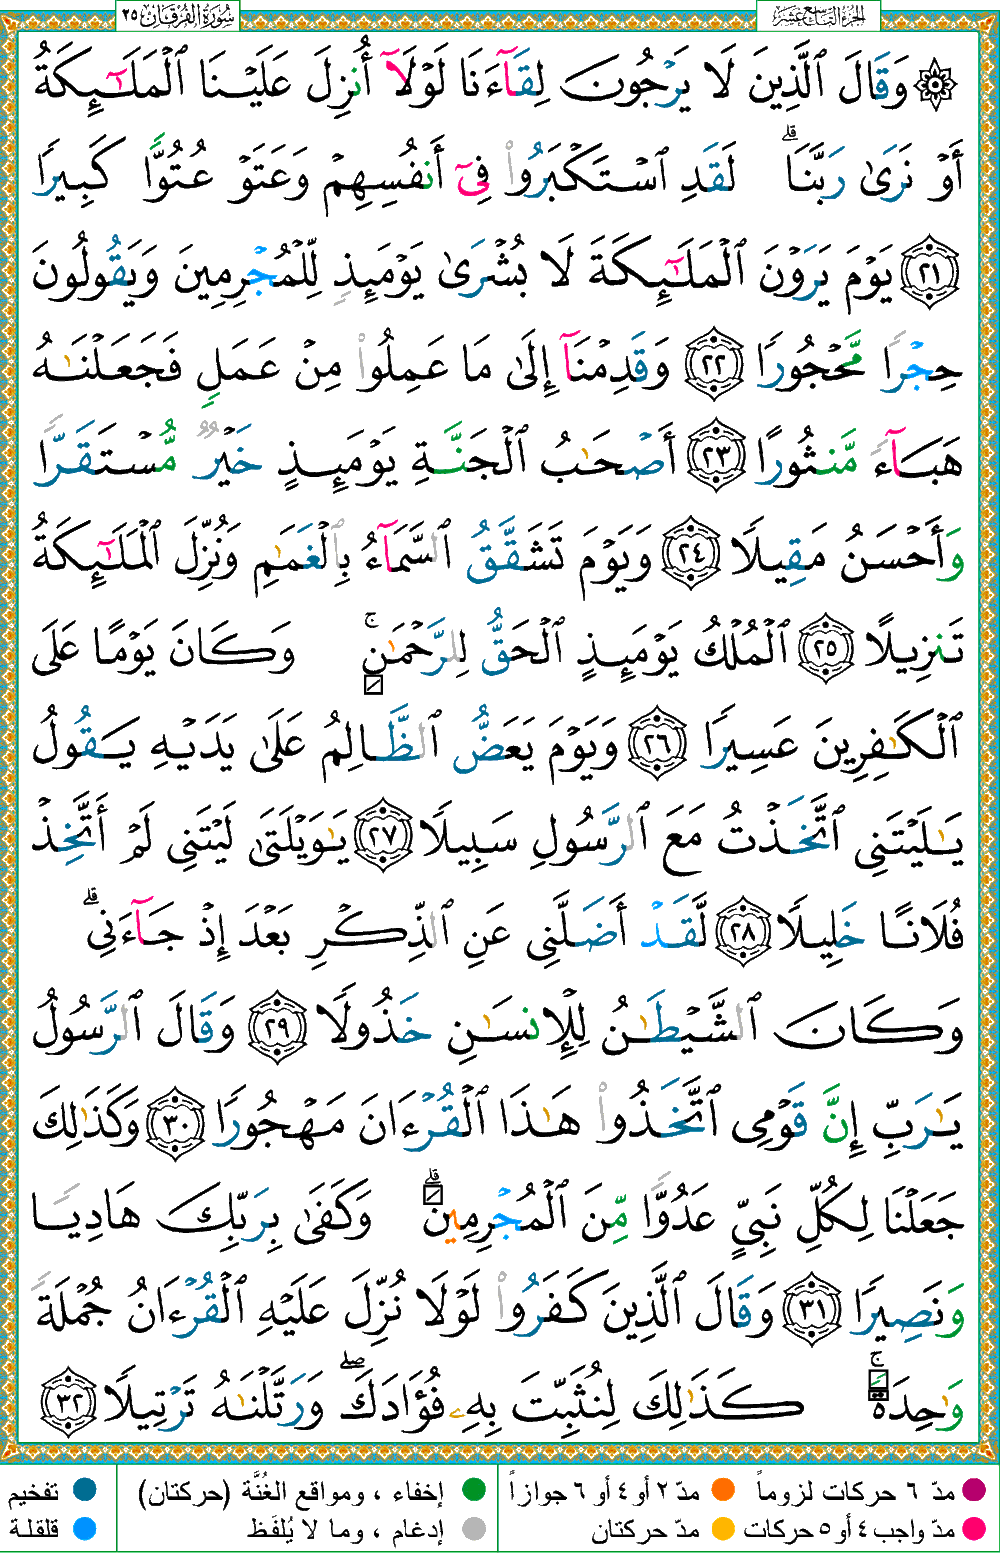 الجزء التاسع عشر
سورة الفرقان ٢٥
۞ وَقَالَ ٱلَّذِينَ لَا يَرْجُونَ لِقَآءَنَا لَوْلَآ أُنزِلَ عَلَيْنَا ٱلْمَلَـٰٓئِكَةُ
أَوْ نَرَىٰ رَبَّنَا ۗ لَقَدِ ٱسْتَكْبَرُوا۟ فِىٓ أَنفُسِهِمْ وَعَتَوْ عُتُوًّا كَبِيرًا
٢١ يَوْمَ يَرَوْنَ ٱلْمَلَـٰٓئِكَةَ لَا بُشْرَىٰ يَوْمَئِذٍ لِّلْمُجْرِمِينَ وَيَقُولُونَ
حِجْرًا مَّحْجُورًا ٢٢ وَقَدِمْنَآ إِلَىٰ مَا عَمِلُوا۟ مِنْ عَمَلٍ فَجَعَلْنَـٰهُ
هَبَآءً مَّنثُورًا ٢٣ أَصْحَـٰبُ ٱلْجَنَّةِ يَوْمَئِذٍ خَيْرٌ مُّسْتَقَرًّا
وَأَحْسَنُ مَقِيلًا ٢٤ وَيَوْمَ تَشَقَّقُ ٱلسَّمَآءُ بِٱلْغَمَـٰمِ وَنُزِّلَ ٱلْمَلَـٰٓئِكَةُ
تَنزِيلًا ٢٥ ٱلْمُلْكُ يَوْمَئِذٍ ٱلْحَقُّ لِلرَّحْمَـٰنِ ۚ وَكَانَ يَوْمًا عَلَى
ٱلْكَـٰفِرِينَ عَسِيرًا ٢٦ وَيَوْمَ يَعَضُّ ٱلظَّالِمُ عَلَىٰ يَدَيْهِ يَقُولُ
يَـٰلَيْتَنِى ٱتَّخَذْتُ مَعَ ٱلرَّسُولِ سَبِيلًا ٢٧ يَـٰوَيْلَتَىٰ لَيْتَنِى لَمْ أَتَّخِذْ
فُلَانًا خَلِيلًا ٢٨ لَّقَدْ أَضَلَّنِى عَنِ ٱلذِّكْرِ بَعْدَ إِذْ جَآءَنِى ۗ
وَكَانَ ٱلشَّيْطَـٰنُ لِلْإِنسَـٰنِ خَذُولًا ٢٩ وَقَالَ ٱلرَّسُولُ
يَـٰرَبِّ إِنَّ قَوْمِى ٱتَّخَذُوا۟ هَـٰذَا ٱلْقُرْءَانَ مَهْجُورًا ٣٠ وَكَذَٰلِكَ
جَعَلْنَا لِكُلِّ نَبِىٍّ عَدُوًّا مِّنَ ٱلْمُجْرِمِينَ ۗ وَكَفَىٰ بِرَبِّكَ هَادِيًا
وَنَصِيرًا ٣١ وَقَالَ ٱلَّذِينَ كَفَرُوا۟ لَوْلَا نُزِّلَ عَلَيْهِ ٱلْقُرْءَانُ جُمْلَةً
وَٰحِدَةً ۚ كَذَٰلِكَ لِنُثَبِّتَ بِهِۦ فُؤَادَكَ ۖ وَرَتَّلْنَـٰهُ تَرْتِيلًا ٣٢
مدّ ٦ حركات لزوماً
مدّ ٢ أو ٤ أو ٦ جوازاً
إخفاء ، ومواقع الغُنَّة (حركتان)
تفخيم
مدّ واجب ٤ أو ٥ حركات
مدّ حركتان
إدغام ، وما لا يُلفَظ
قلقلة